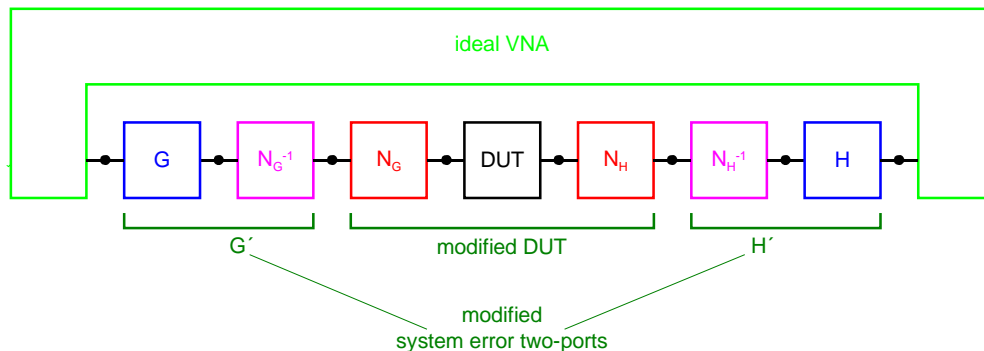 ideal VNA
G
N_G^-1
N_G
DUT
N_H
N_H^-1
H
G´
modified DUT
H´
modified
system error two-ports